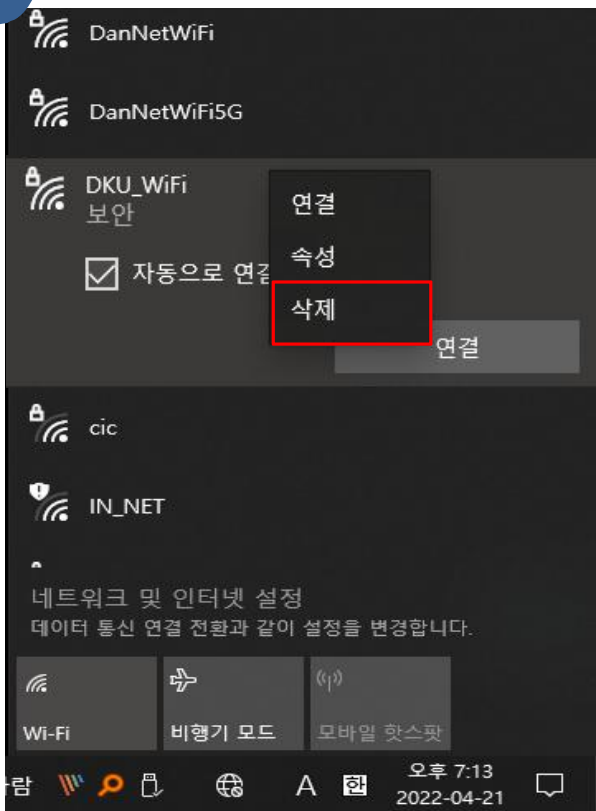 DanNetWiFi
DanNetWiFi5G
DKU_WiFi
보안
자동으로 연결
연결
속성
삭제
연결
cic
IN_NET
네트워크 및 인터넷 설정
데이터 통신 연결 전환과 같이 설정을 변경합니다.
Wi-Fi
비행기 모드
모바일 핫스팟
람
A
한
오후 7:13
2022-04-21